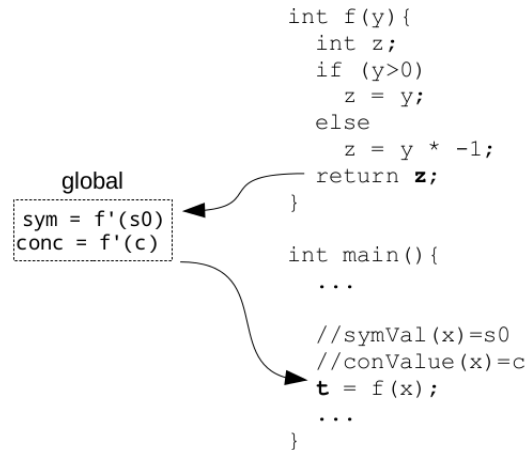 int f(y){
int z;
if (y>0)
z = y;
else
z = y * -1;
return z;
}
global
sym = f'(s0)
conc = f'(c)
int main(){
...
//symVal(x)=s0
//conValue(x)=c
t = f(x);
...
}